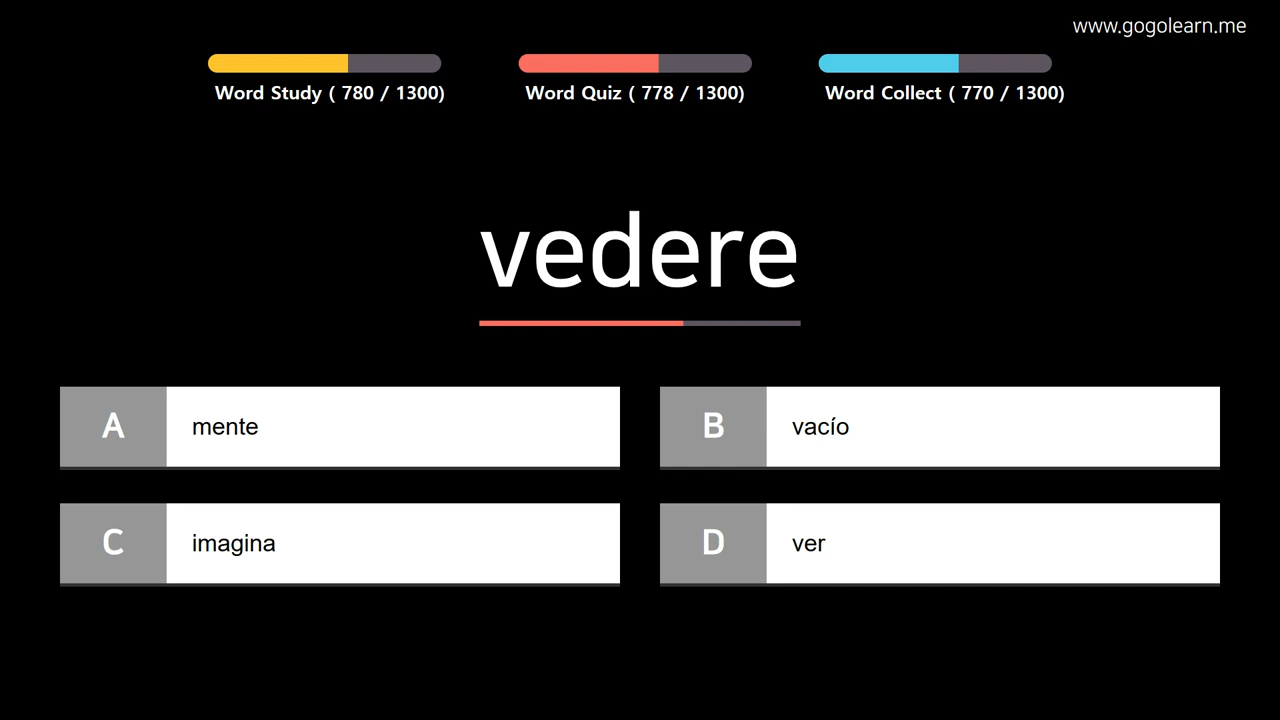 www.gogolearn.me
Word Study ( 780 / 1300)
Word Quiz ( 778 / 1300)
Word Collect ( 770 / 1300)
vedere
A
mente
B
vacío
C
imagina
D
ver